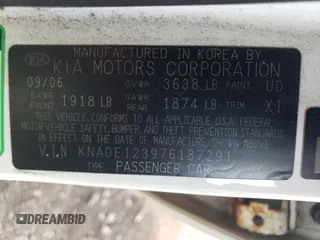 MANUFACTURED IN KOREA BY
KIA KIA MOTORS CORPORATION
09/06 GVWR 3638 LB PAINT UD
GAWR FRONT 1918 LB GAWR REAR 1874 LB TRIM XI
THIS VEHICLE CONFORMS TO ALL APPLICABLE U.S.A FEDERAL
MOTOR VEHICLE SAFETY, BUMPER, AND THEFT PREVENTION
STANDARDS IN EFFECT ON THE DATE OF MANUFACTURE SHOWN ABOVE
V.I.N KNADE123976187291
TYPE PASSENGER CAR
DREAMBID